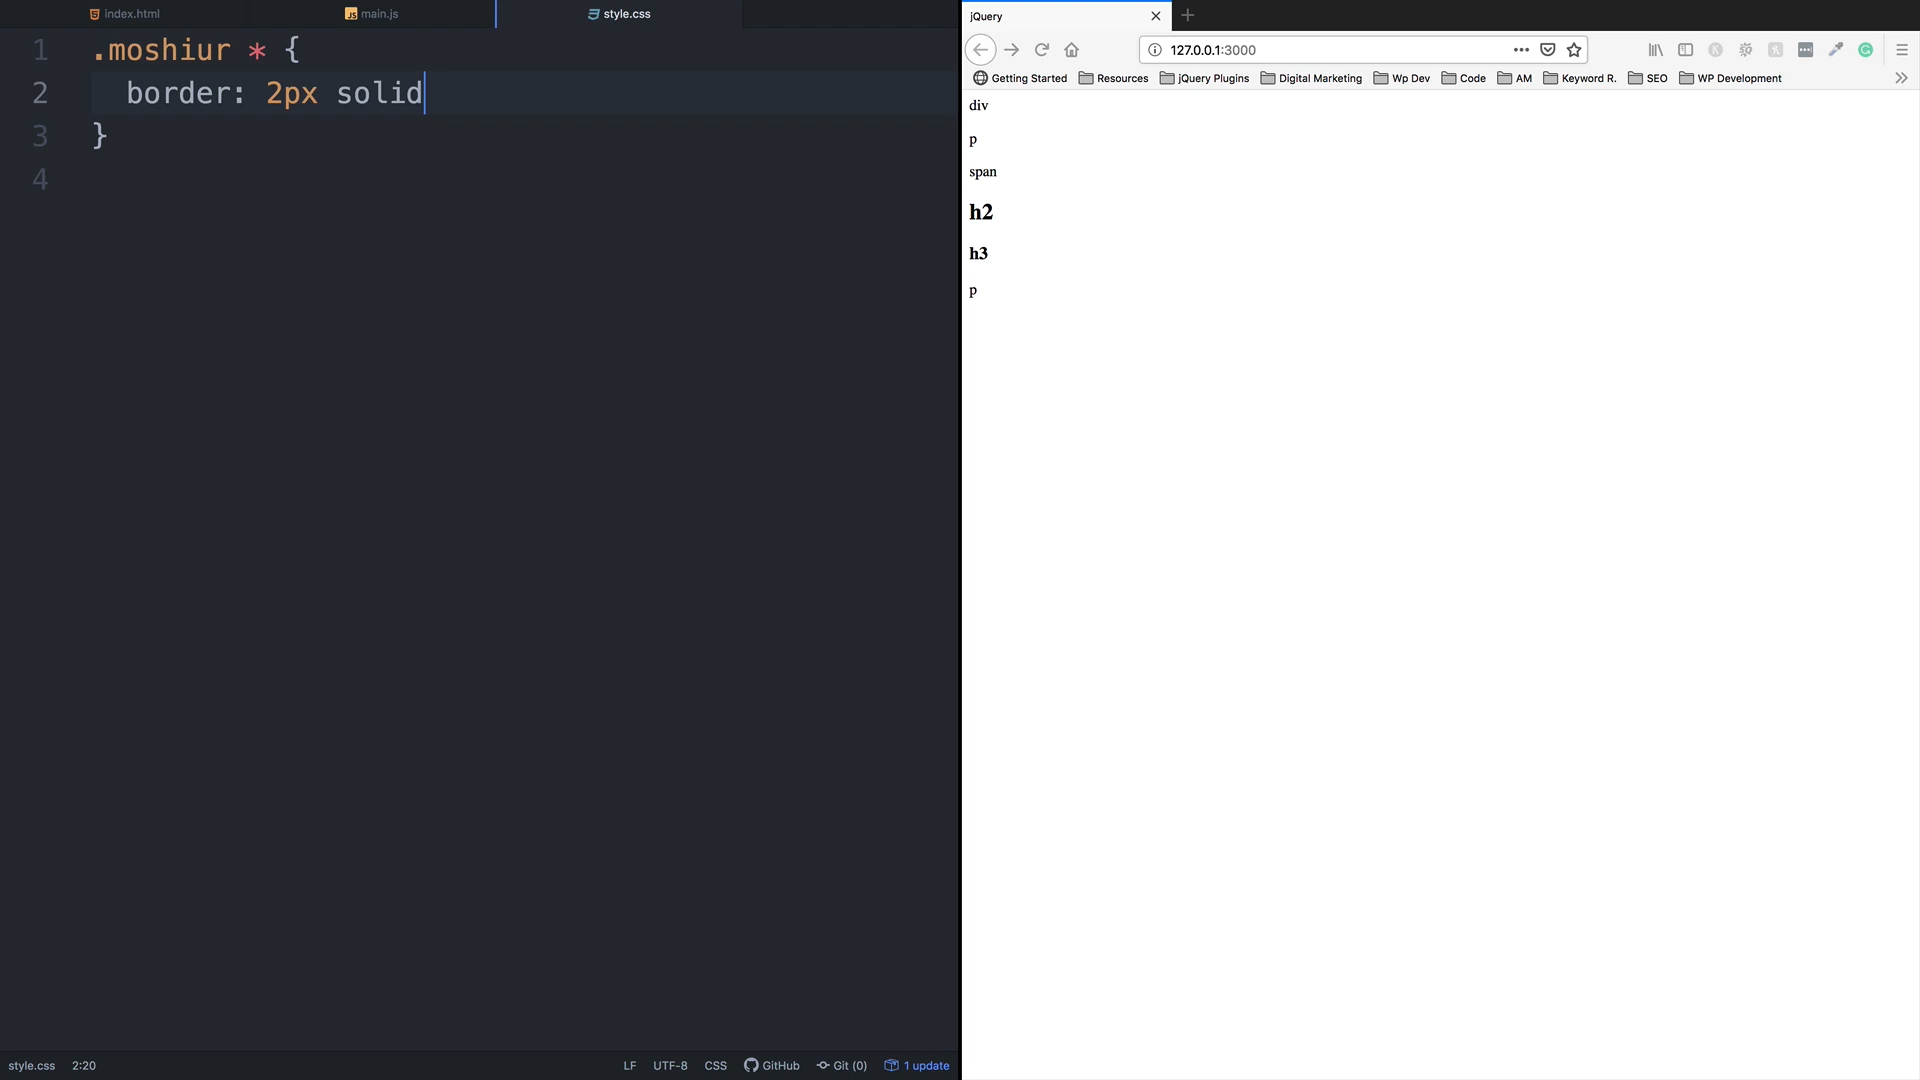 index.html
main.js
style.css
1 .moshiur * {
2 border: 2px solid
3 }
4
style.css 2:20
LF UTF-8 CSS GitHub Git (0) 1 update
jQuery
127.0.0.1:3000
Getting Started Resources jQuery Plugins Digital Marketing Wp Dev Code AM Keyword R. SEO WP Development
div
p
span
h2
h3
p